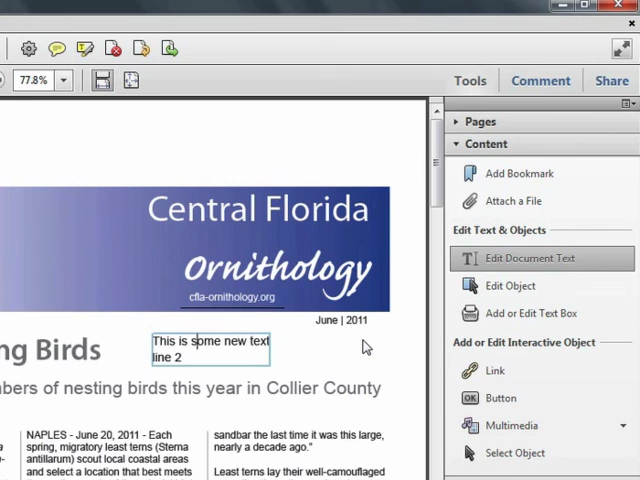 77.8%
Tools
Comment
Share
Pages
Content
Add Bookmark
Attach a File
Edit Text & Objects
Edit Document Text
Edit Object
Add or Edit Text Box
Add or Edit Interactive Object
Link
OK Button
Multimedia
Select Object
Central Florida
Ornithology
cfla-ornithology.org
June | 2011
ng Birds
This is some new text
line 2
mbers of nesting birds this year in Collier County
NAPLES - June 20, 2011 - Each
spring, migratory least terns (Sterna
antillarum) scout local coastal areas
and select a location that best meets
sandbar the last time it was this large,
nearly a decade ago."
Least terns lay their well-camouflaged